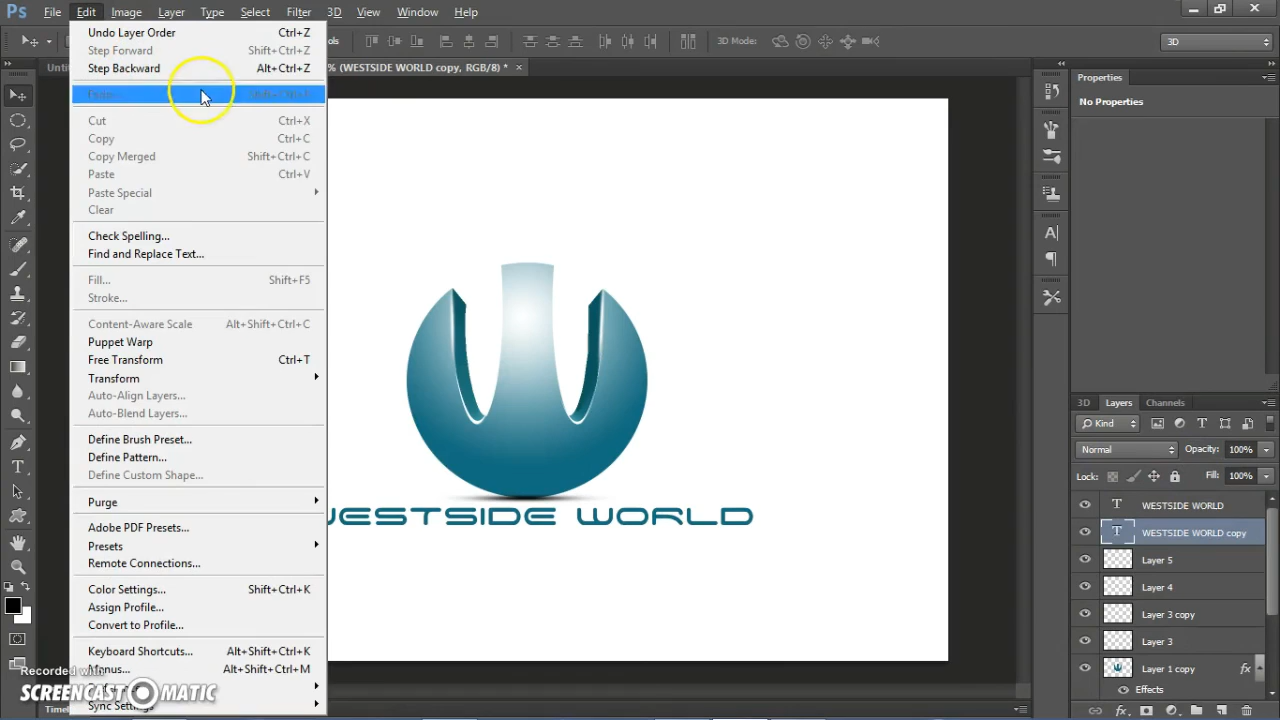 Ps File Edit Image Layer Type Select Filter 3D View Window Help
3D Mode: 3D
% (WESTSIDE WORLD copy, RGB/8) * ×
Undo Layer Order Ctrl+Z
Step Forward Shift+Ctrl+Z
Step Backward Alt+Ctrl+Z
Cut Ctrl+X
Copy Ctrl+C
Copy Merged Shift+Ctrl+C
Paste Ctrl+V
Paste Special
Clear
Check Spelling...
Find and Replace Text...
Fill... Shift+F5
Stroke...
Content-Aware Scale Alt+Shift+Ctrl+C
Puppet Warp
Free Transform Ctrl+T
Transform
Auto-Align Layers...
Auto-Blend Layers...
Define Brush Preset...
Define Pattern...
Define Custom Shape...
Purge
Adobe PDF Presets...
Presets
Remote Connections...
Color Settings... Shift+Ctrl+K
Assign Profile...
Convert to Profile...
Keyboard Shortcuts... Alt+Shift+Ctrl+K
Menus... Alt+Shift+Ctrl+M
Sync Settings
Recorded with
SCREENCAST-O-MATIC
WESTSIDE WORLD
Properties
No Properties
3D Layers Channels
Kind
Normal Opacity: 100%
Lock: Fill: 100%
WESTSIDE WORLD
WESTSIDE WORLD copy
Layer 5
Layer 4
Layer 3 copy
Layer 3
Layer 1 copy fx
Effects